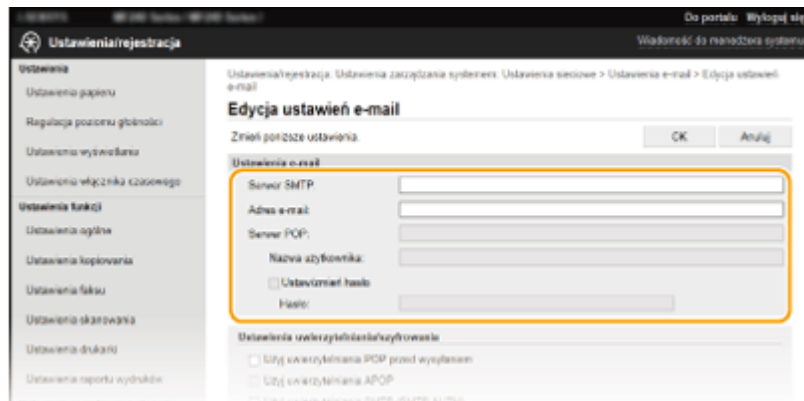 Do portalu Wyloguj się
Ustawienia/rejestracja
Wiadomość do menedżera systemu
Ustawienia
Ustawienia papieru
Regulacja poziomu głośności
Ustawienia wyświetlania
Ustawienia włącznika czasowego
Ustawienia funkcji
Ustawienia ogólne
Ustawienia kopiowania
Ustawienia faksu
Ustawienia skanowania
Ustawienia drukarki
Ustawienia raportu wydruków
Ustawienia/rejestracja: Ustawienia zarządzania systemem: Ustawienia sieciowe > Ustawienia e-mail > Edycja ustawień
e-mail
Edycja ustawień e-mail
Zmień poniższe ustawienia.
OK Anuluj
Ustawienia e-mail
Serwer SMTP:
Adres e-mail:
Serwer POP:
Nazwa użytkownika:
Ustaw/zmień hasło
Hasło:
Ustawienia uwierzytelniania/szyfrowania
Użyj uwierzytelniania POP przed wysyłaniem
Użyj uwierzytelniania APOP